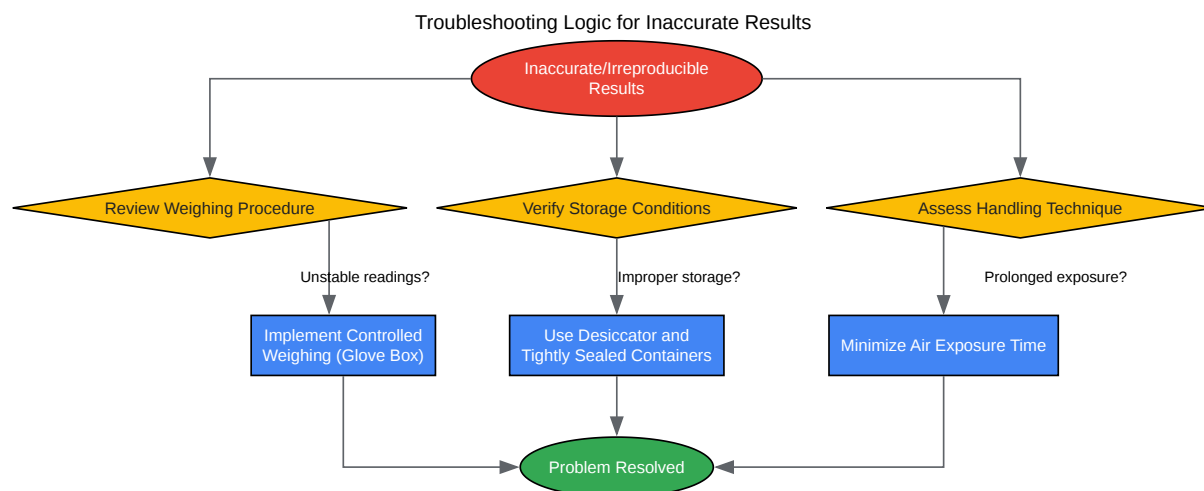 Troubleshooting Logic for Inaccurate Results
Inaccurate/Irreproducible
Results
Review Weighing Procedure
Verify Storage Conditions
Assess Handling Technique
Unstable readings?
Improper storage?
Prolonged exposure?
Implement Controlled
Weighing (Glove Box)
Use Desiccator and
Tightly Sealed Containers
Minimize Air Exposure Time
Problem Resolved